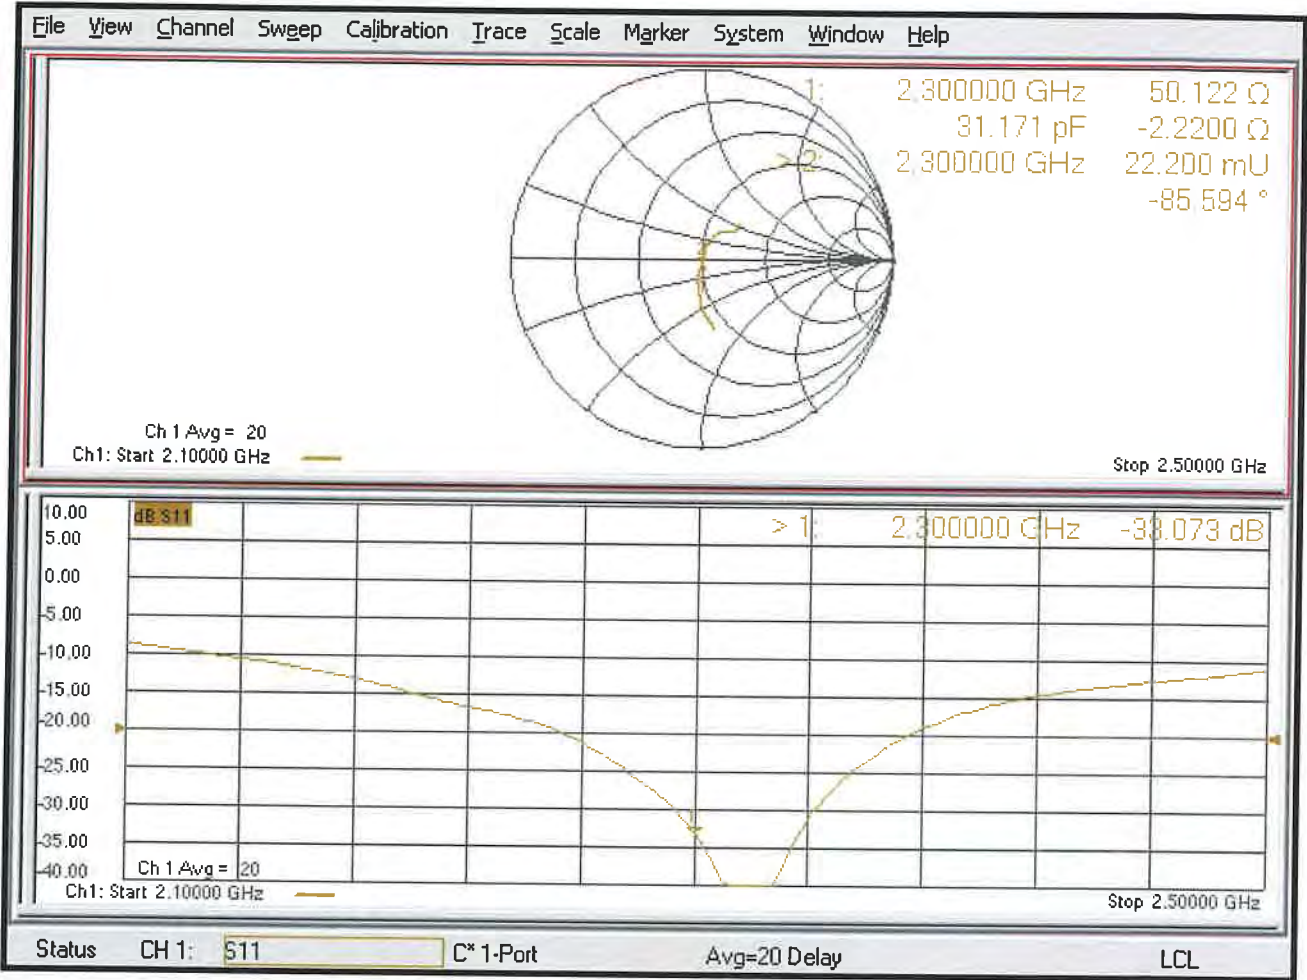 File View Channel Sweep Calibration Trace Scale Marker System Window Help
1: 2.300000 GHz 50.122 Ω
31.171 pF -2.2200 Ω
> 2: 2.300000 GHz 22.200 mU
-85.594 °
Ch 1 Avg = 20
Ch1: Start 2.10000 GHz
Stop 2.50000 GHz
10.00
dB S11
> 1: 2.300000 GHz -33.073 dB
5.00
0.00
-5.00
-10.00
-15.00
-20.00
-25.00
-30.00
1
-35.00
-40.00
Ch 1 Avg = 20
Ch1: Start 2.10000 GHz
Stop 2.50000 GHz
Status CH 1: S11 C* 1-Port Avg=20 Delay LCL